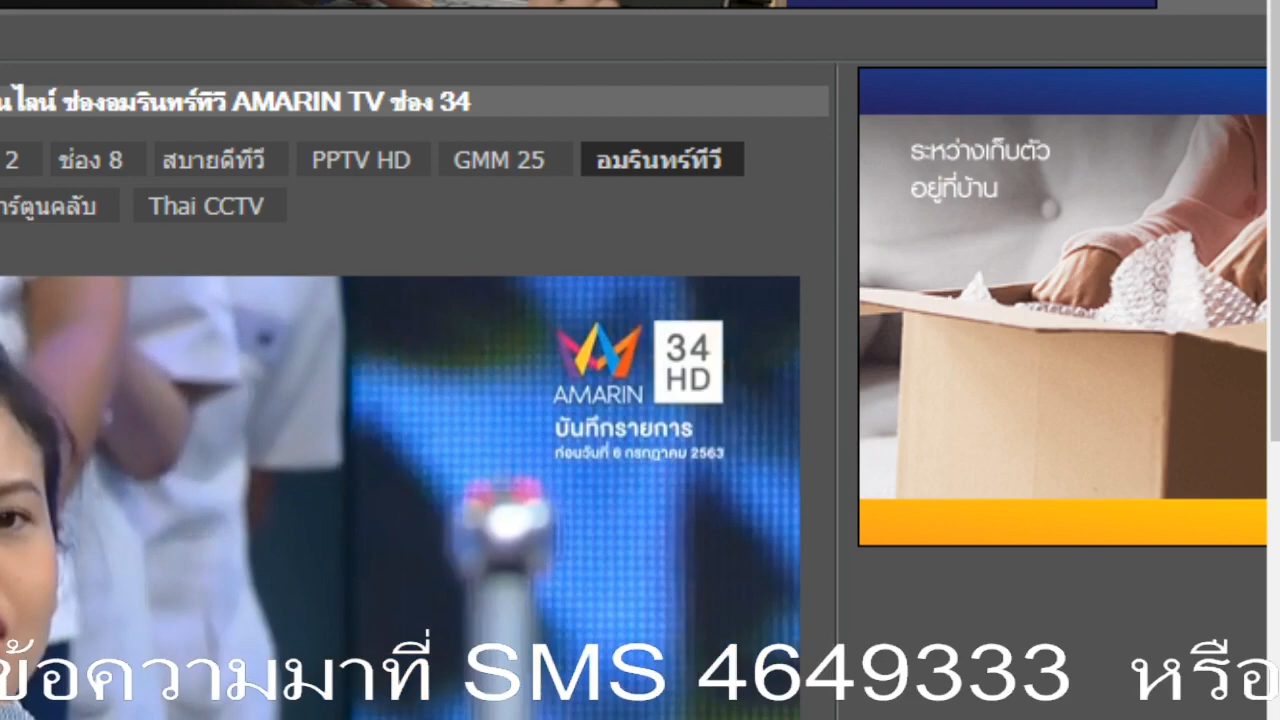 นไลน์ ช่องอมรินทร์ทีวี AMARIN TV ช่อง 34
2 ช่อง 8 สบายดีทีวี PPTV HD GMM 25 อมรินทร์ทีวี
าร์ตูนคลับ Thai CCTV
ระหว่างเก็บตัว
อยู่ที่บ้าน
34
HD
AMARIN
บันทึกรายการ
ก่อนวันที่ 6 กรกฎาคม 2563
ข้อความมาที่ SMS 4649333 หรือ